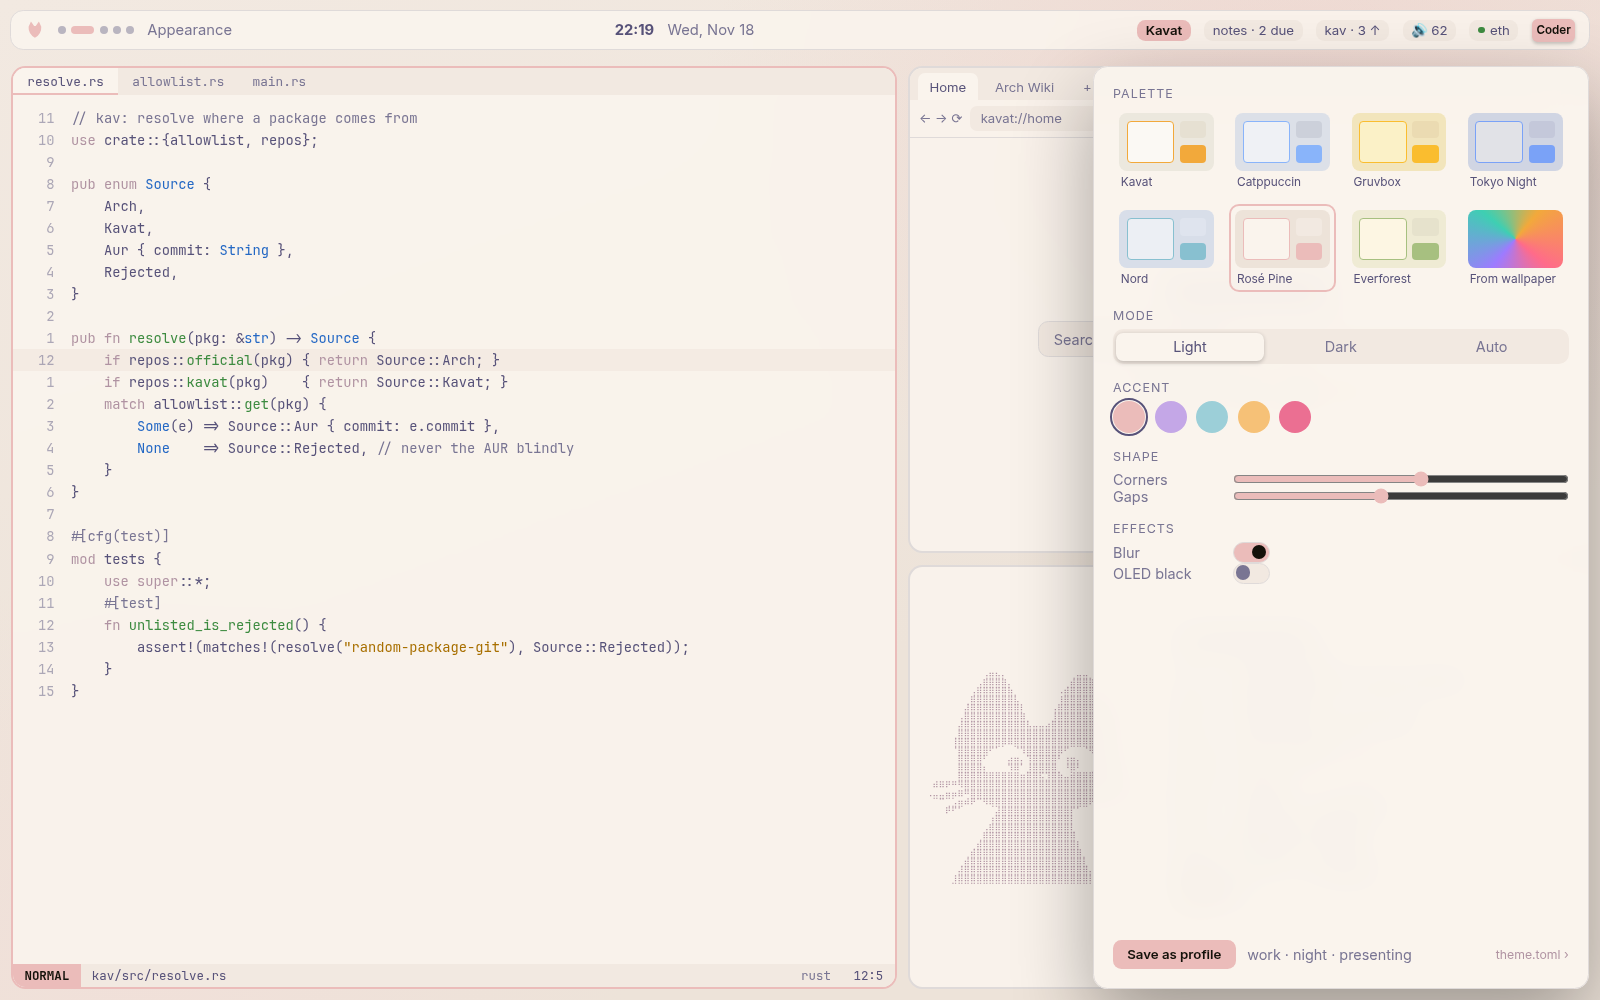 Appearance
22:19 Wed, Nov 18
Kavat
notes · 2 due
kav · 3 ↑
62
eth
Coder
resolve.rs
allowlist.rs
main.rs
11 // kav: resolve where a package comes from
10 use crate::{allowlist, repos};
9
8 pub enum Source {
7     Arch,
6     Kavat,
5     Aur { commit: String },
4     Rejected,
3 }
2
1 pub fn resolve(pkg: &str) -> Source {
12     if repos::official(pkg) { return Source::Arch; }
1     if repos::kavat(pkg)    { return Source::Kavat; }
2     match allowlist::get(pkg) {
3         Some(e) => Source::Aur { commit: e.commit },
4         None    => Source::Rejected, // never the AUR blindly
5     }
6 }
7
8 #[cfg(test)]
9 mod tests {
10     use super::*;
11     #[test]
12     fn unlisted_is_rejected() {
13         assert!(matches!(resolve("random-package-git"), Source::Rejected));
14     }
15 }
NORMAL kav/src/resolve.rs rust 12:5
Home
Arch Wiki
+
← → ⟳ kavat://home
Searc
PALETTE
Kavat
Catppuccin
Gruvbox
Tokyo Night
Nord
Rosé Pine
Everforest
From wallpaper
MODE
Light
Dark
Auto
ACCENT
SHAPE
Corners
Gaps
EFFECTS
Blur
OLED black
Save as profile
work · night · presenting
theme.toml ›